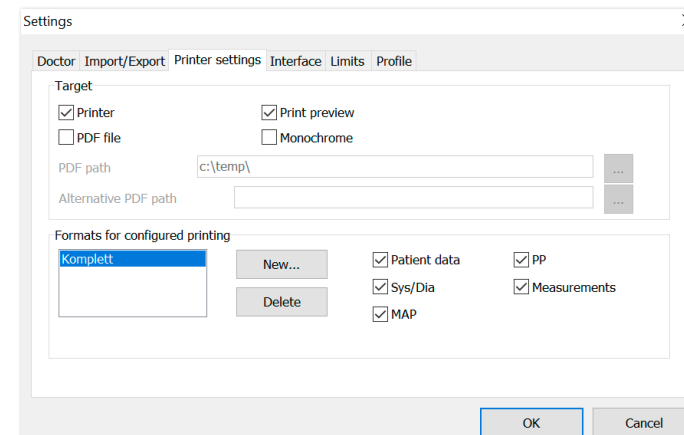 Settings
Doctor Import/Export Printer settings Interface Limits Profile
Target
Printer Print preview
PDF file Monochrome
PDF path c:\temp\ ...
Alternative PDF path ...
Formats for configured printing
Komplett New... Patient data PP
Delete Sys/Dia Measurements
MAP
OK Cancel